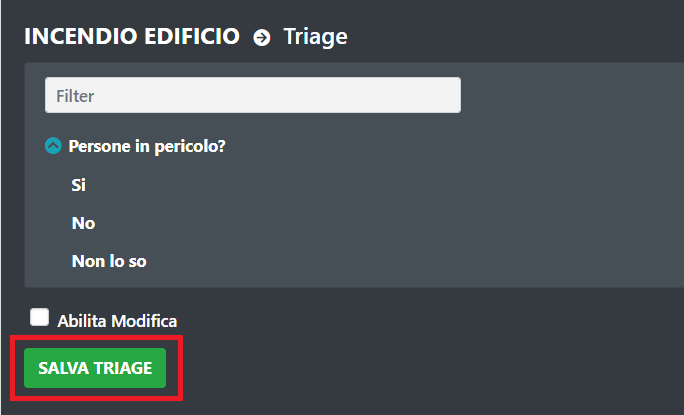 INCENDIO EDIFICIO Triage
Filter
Persone in pericolo?
Si
No
Non lo so
Abilita Modifica
SALVA TRIAGE